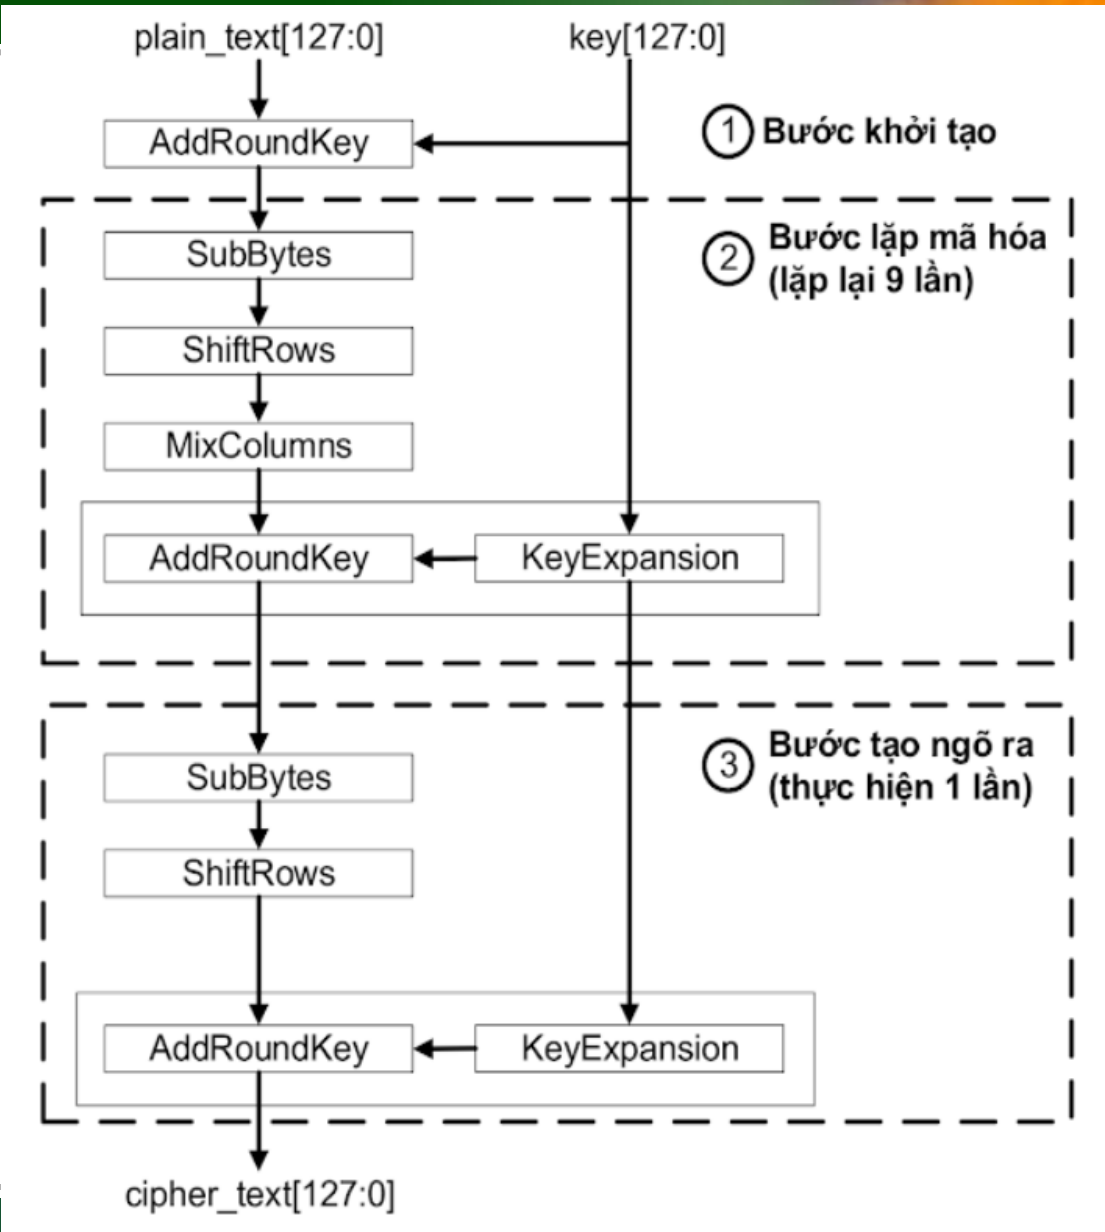 plain_text[127:0]
key[127:0]
AddRoundKey
1 Bước khởi tạo
SubBytes
2 Bước lặp mã hóa
(lặp lại 9 lần)
ShiftRows
MixColumns
AddRoundKey
KeyExpansion
SubBytes
3 Bước tạo ngõ ra
(thực hiện 1 lần)
ShiftRows
AddRoundKey
KeyExpansion
cipher_text[127:0]